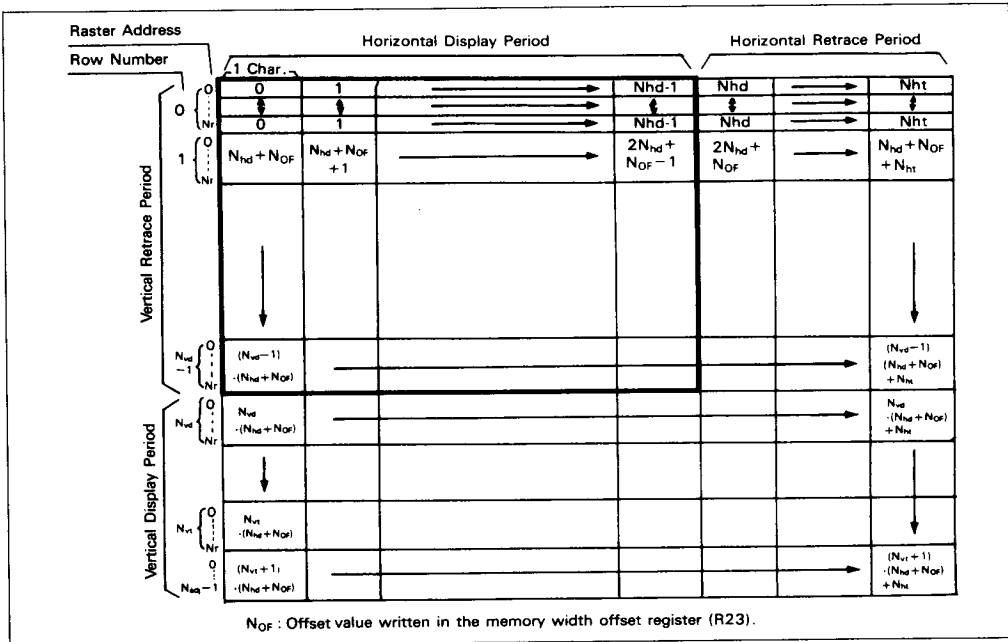 Raster Address
Row Number
Horizontal Display Period
Horizontal Retrace Period
1 Char.
Vertical Retrace Period
0
0
Nr
0 1 Nhd-1 Nhd Nht
0 1 Nhd-1 Nhd Nht
1
0
Nr
Nhd+NOF
Nhd+NOF
+1
2Nhd+
NOF-1
2Nhd+
NOF
Nhd+NOF
+Nht
Nvd
-1
0
Nr
(Nvd-1)
·(Nhd+NOF)
(Nvd-1)
(Nhd+NOF)
+Nht
Vertical Display Period
Nvd
0
Nr
Nvd
·(Nhd+NOF)
Nvd
·(Nhd+NOF)
+Nht
Nvt
0
Nr
Nvt
·(Nhd+NOF)
0
Nadj-1
(Nvt+1)
·(Nhd+NOF)
(Nvt+1)
·(Nhd+NOF)
+Nht
NOF : Offset value written in the memory width offset register (R23).